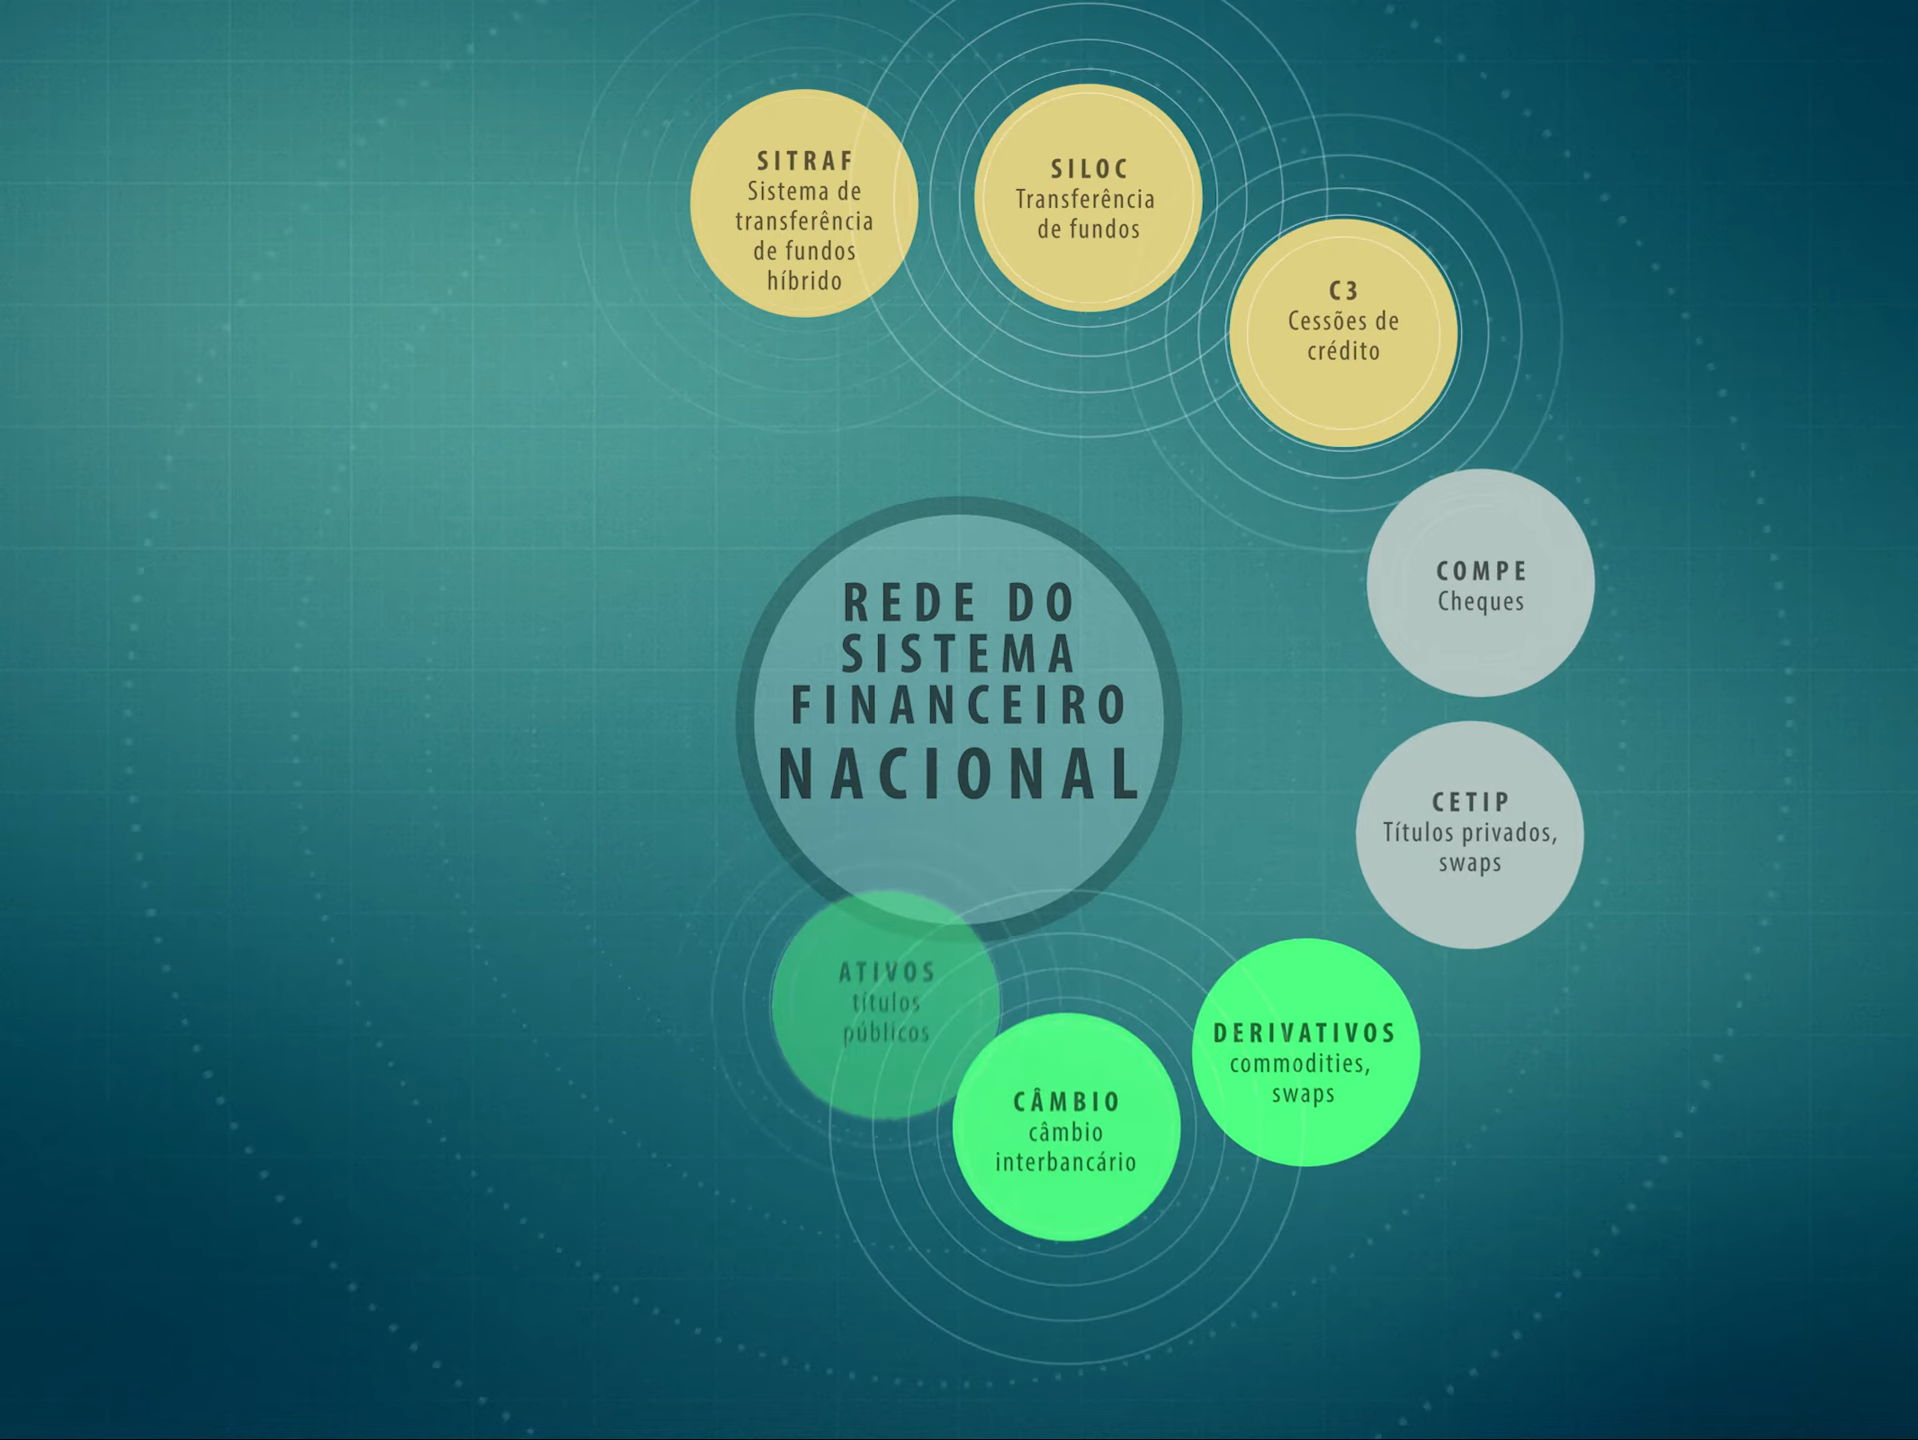 SITRAF
Sistema de
transferência
de fundos
híbrido
SILOC
Transferência
de fundos
C3
Cessões de
crédito
COMPE
Cheques
REDE DO
SISTEMA
FINANCEIRO
NACIONAL
CETIP
Títulos privados,
swaps
ATIVOS
títulos
públicos
CÂMBIO
câmbio
interbancário
DERIVATIVOS
commodities,
swaps